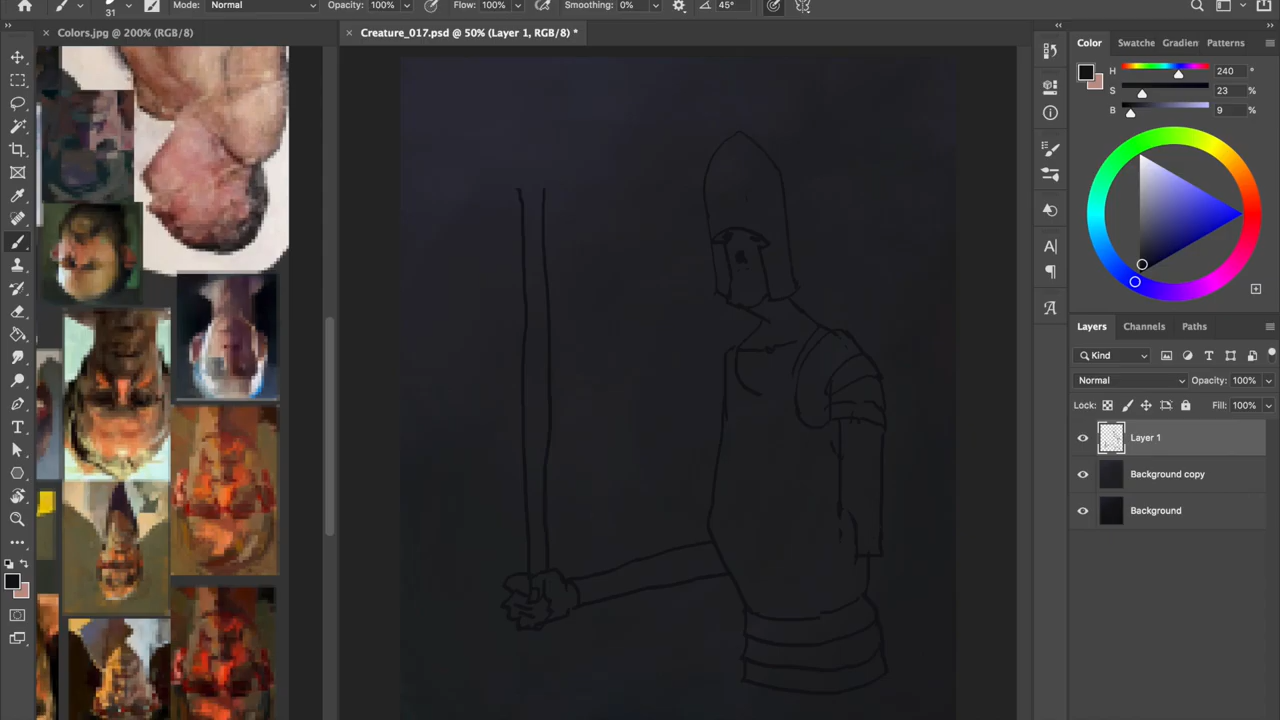 31
Mode: Normal
Opacity: 100%
Flow: 100%
Smoothing: 0%
45°
Colors.jpg @ 200% (RGB/8)
Creature_017.psd @ 50% (Layer 1, RGB/8) *
Color Swatche Gradien Patterns
H 240 °
S 23 %
B 9 %
Layers Channels Paths
Kind
Normal Opacity: 100%
Lock: Fill: 100%
Layer 1
Background copy
Background